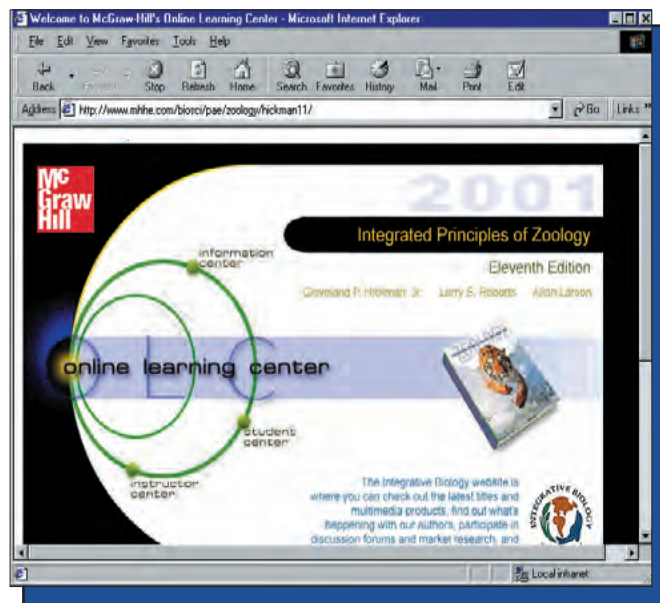 Welcome to McGraw-Hill's Online Learning Center - Microsoft Internet Explorer
File Edit View Favorites Tools Help
Back Forward Stop Refresh Home Search Favorites History Mail Print Edit
Address http://www.mhhe.com/biosci/pae/zoology/hickman11/ Go Links »
Mc
Graw
Hill
2001
Integrated Principles of Zoology
Eleventh Edition
Cleveland P. Hickman Jr. Larry S. Roberts Allan Larson
information
center
OLC
online learning center
student
center
instructor
center
The Integrative Biology website is
where you can check out the latest titles and
multimedia products, find out what's
happening with our authors, participate in
discussion forums and market research, and
INTEGRATIVE BIOLOGY
Local intranet